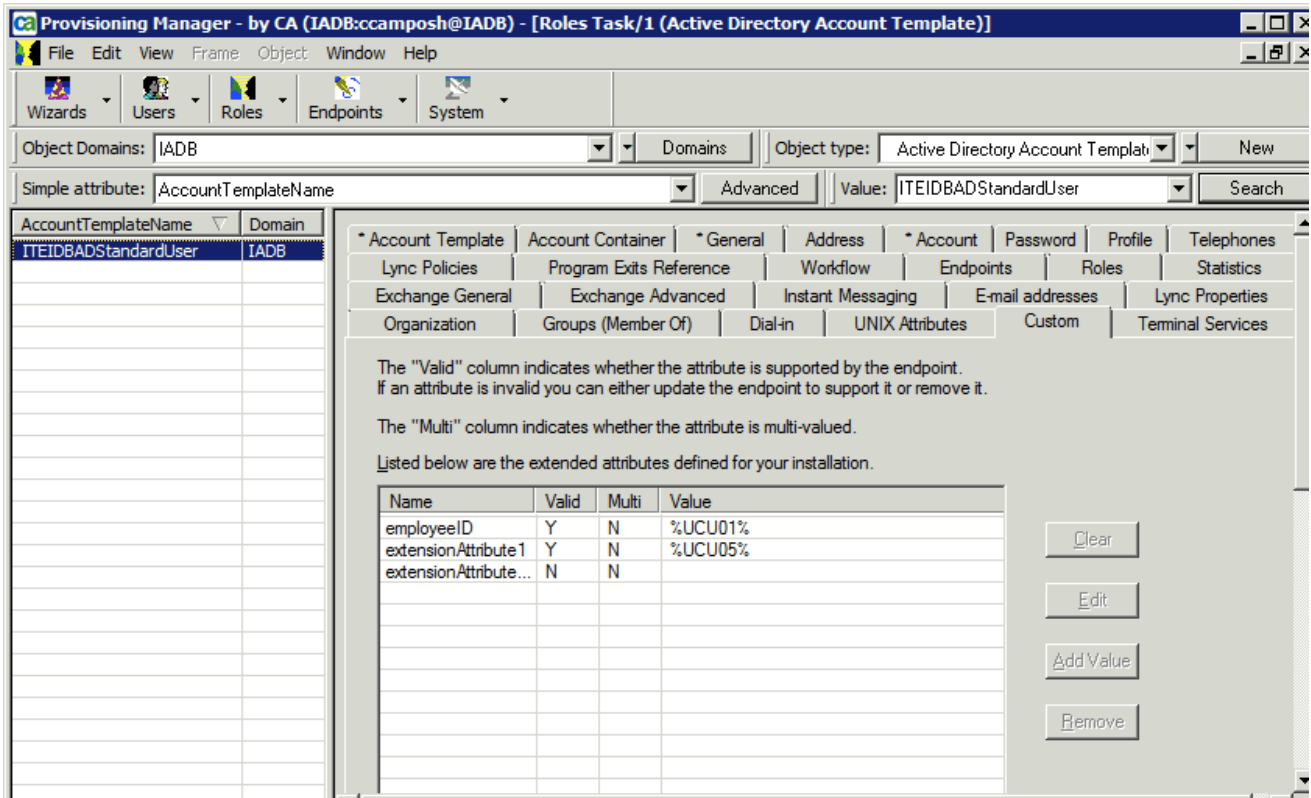 ca Provisioning Manager - by CA (IADB:ccamposh@IADB) - [Roles Task/1 (Active Directory Account Template)]
File Edit View Frame Object Window Help
Wizards Users Roles Endpoints System
Object Domains: IADB Domains Object type: Active Directory Account Templat New
Simple attribute: AccountTemplateName Advanced Value: ITEIDBADStandardUser Search
AccountTemplateName Domain
ITEIDBADStandardUser IADB
* Account Template Account Container * General Address * Account Password Profile Telephones
Lync Policies Program Exits Reference Workflow Endpoints Roles Statistics
Exchange General Exchange Advanced Instant Messaging E-mail addresses Lync Properties
Organization Groups (Member Of) Dial-in UNIX Attributes Custom Terminal Services
The "Valid" column indicates whether the attribute is supported by the endpoint.
If an attribute is invalid you can either update the endpoint to support it or remove it.
The "Multi" column indicates whether the attribute is multi-valued.
Listed below are the extended attributes defined for your installation.
Name Valid Multi Value
employeeID Y N %UCU01%
extensionAttribute1 Y N %UCU05%
extensionAttribute... N N
Clear
Edit
Add Value
Remove